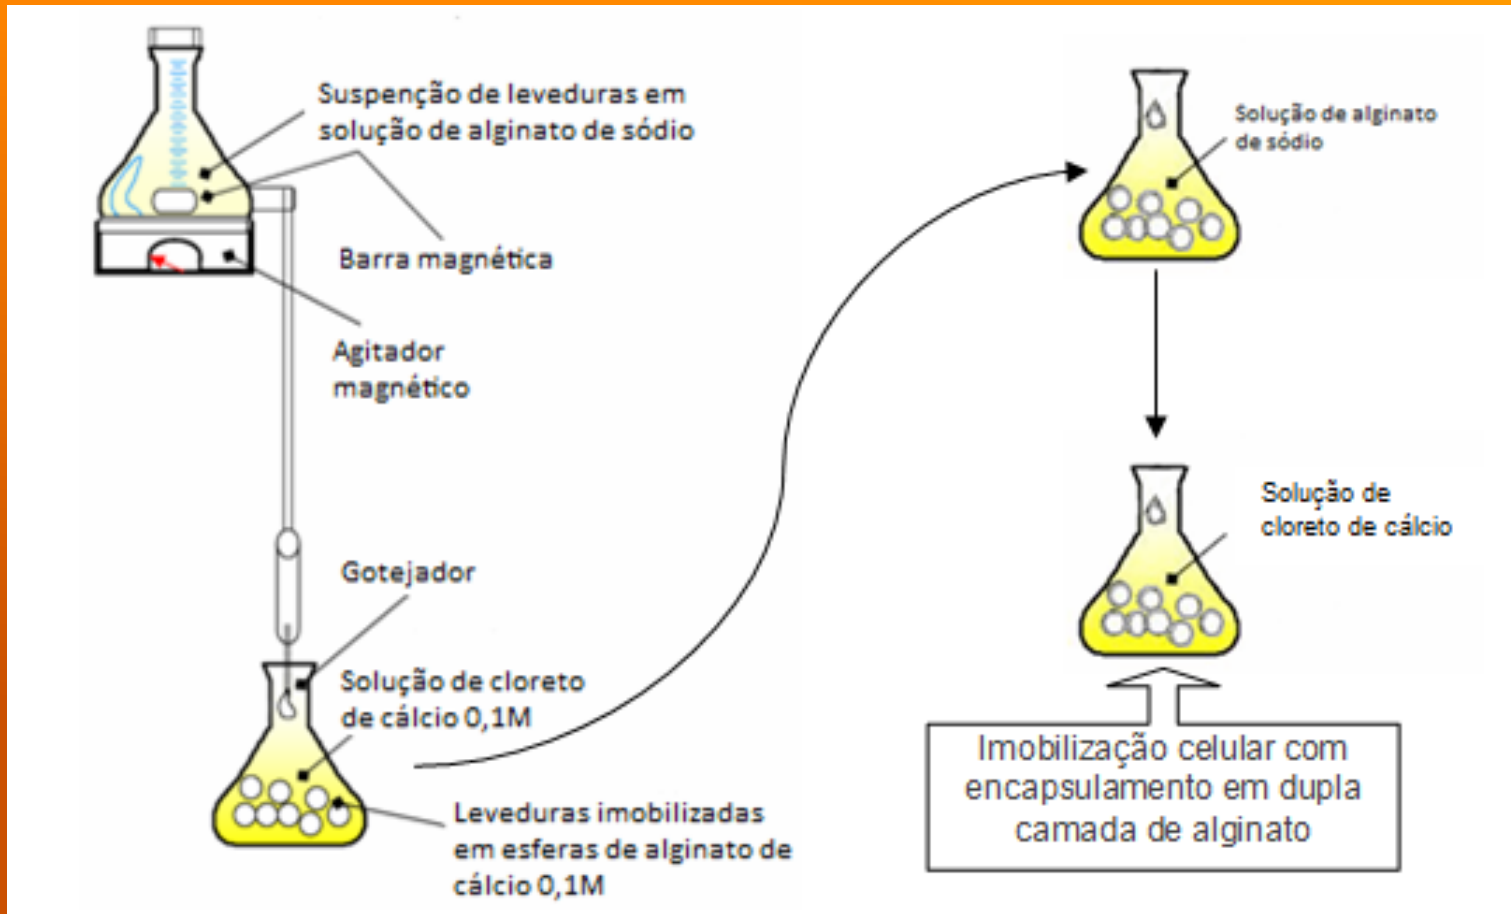 Suspenção de leveduras em
solução de alginato de sódio
Barra magnética
Agitador
magnético
Gotejador
Solução de cloreto
de cálcio 0,1M
Leveduras imobilizadas
em esferas de alginato de
cálcio 0,1M
Solução de alginato
de sódio
Solução de
cloreto de cálcio
Imobilização celular com
encapsulamento em dupla
camada de alginato